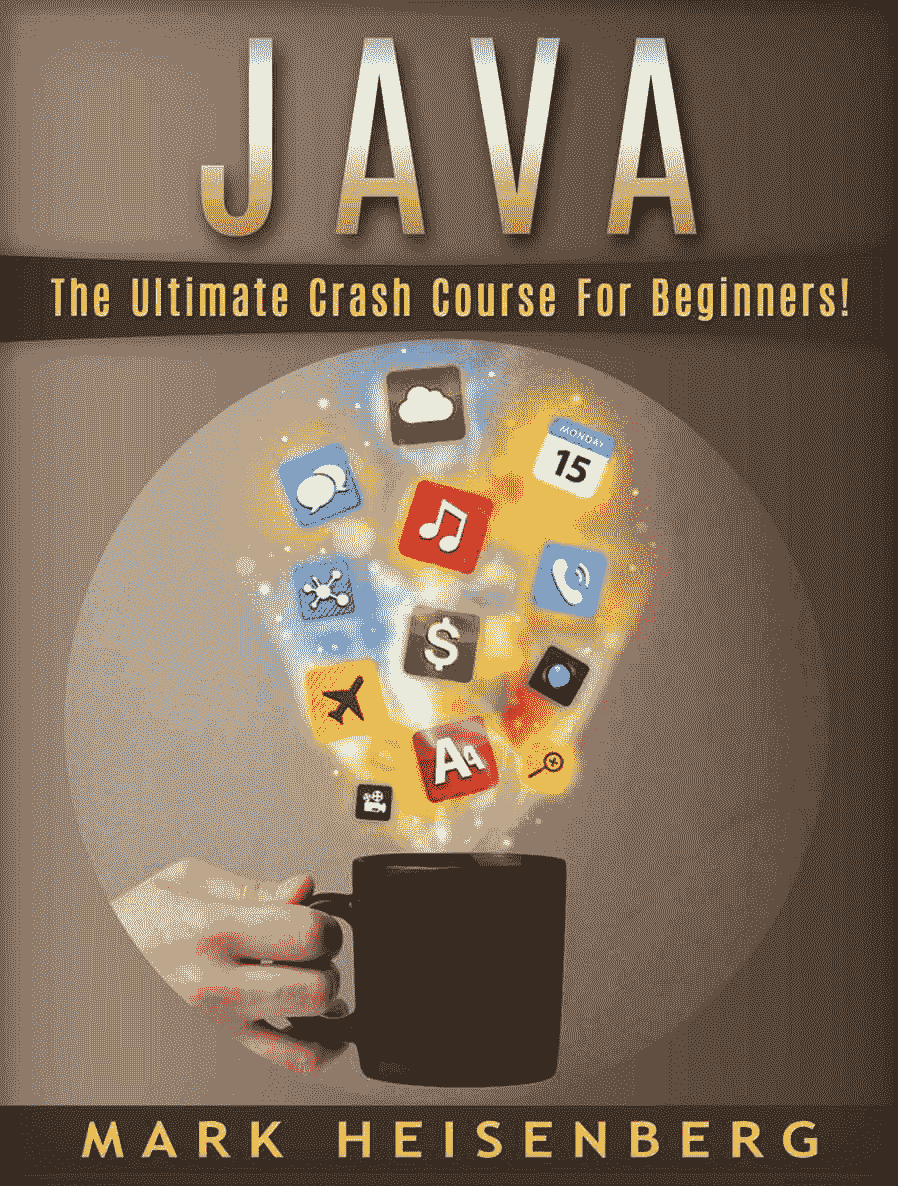 JAVA
The Ultimate Crash Course For Beginners!
MONDAY
15
$
AA
MARK HEISENBERG